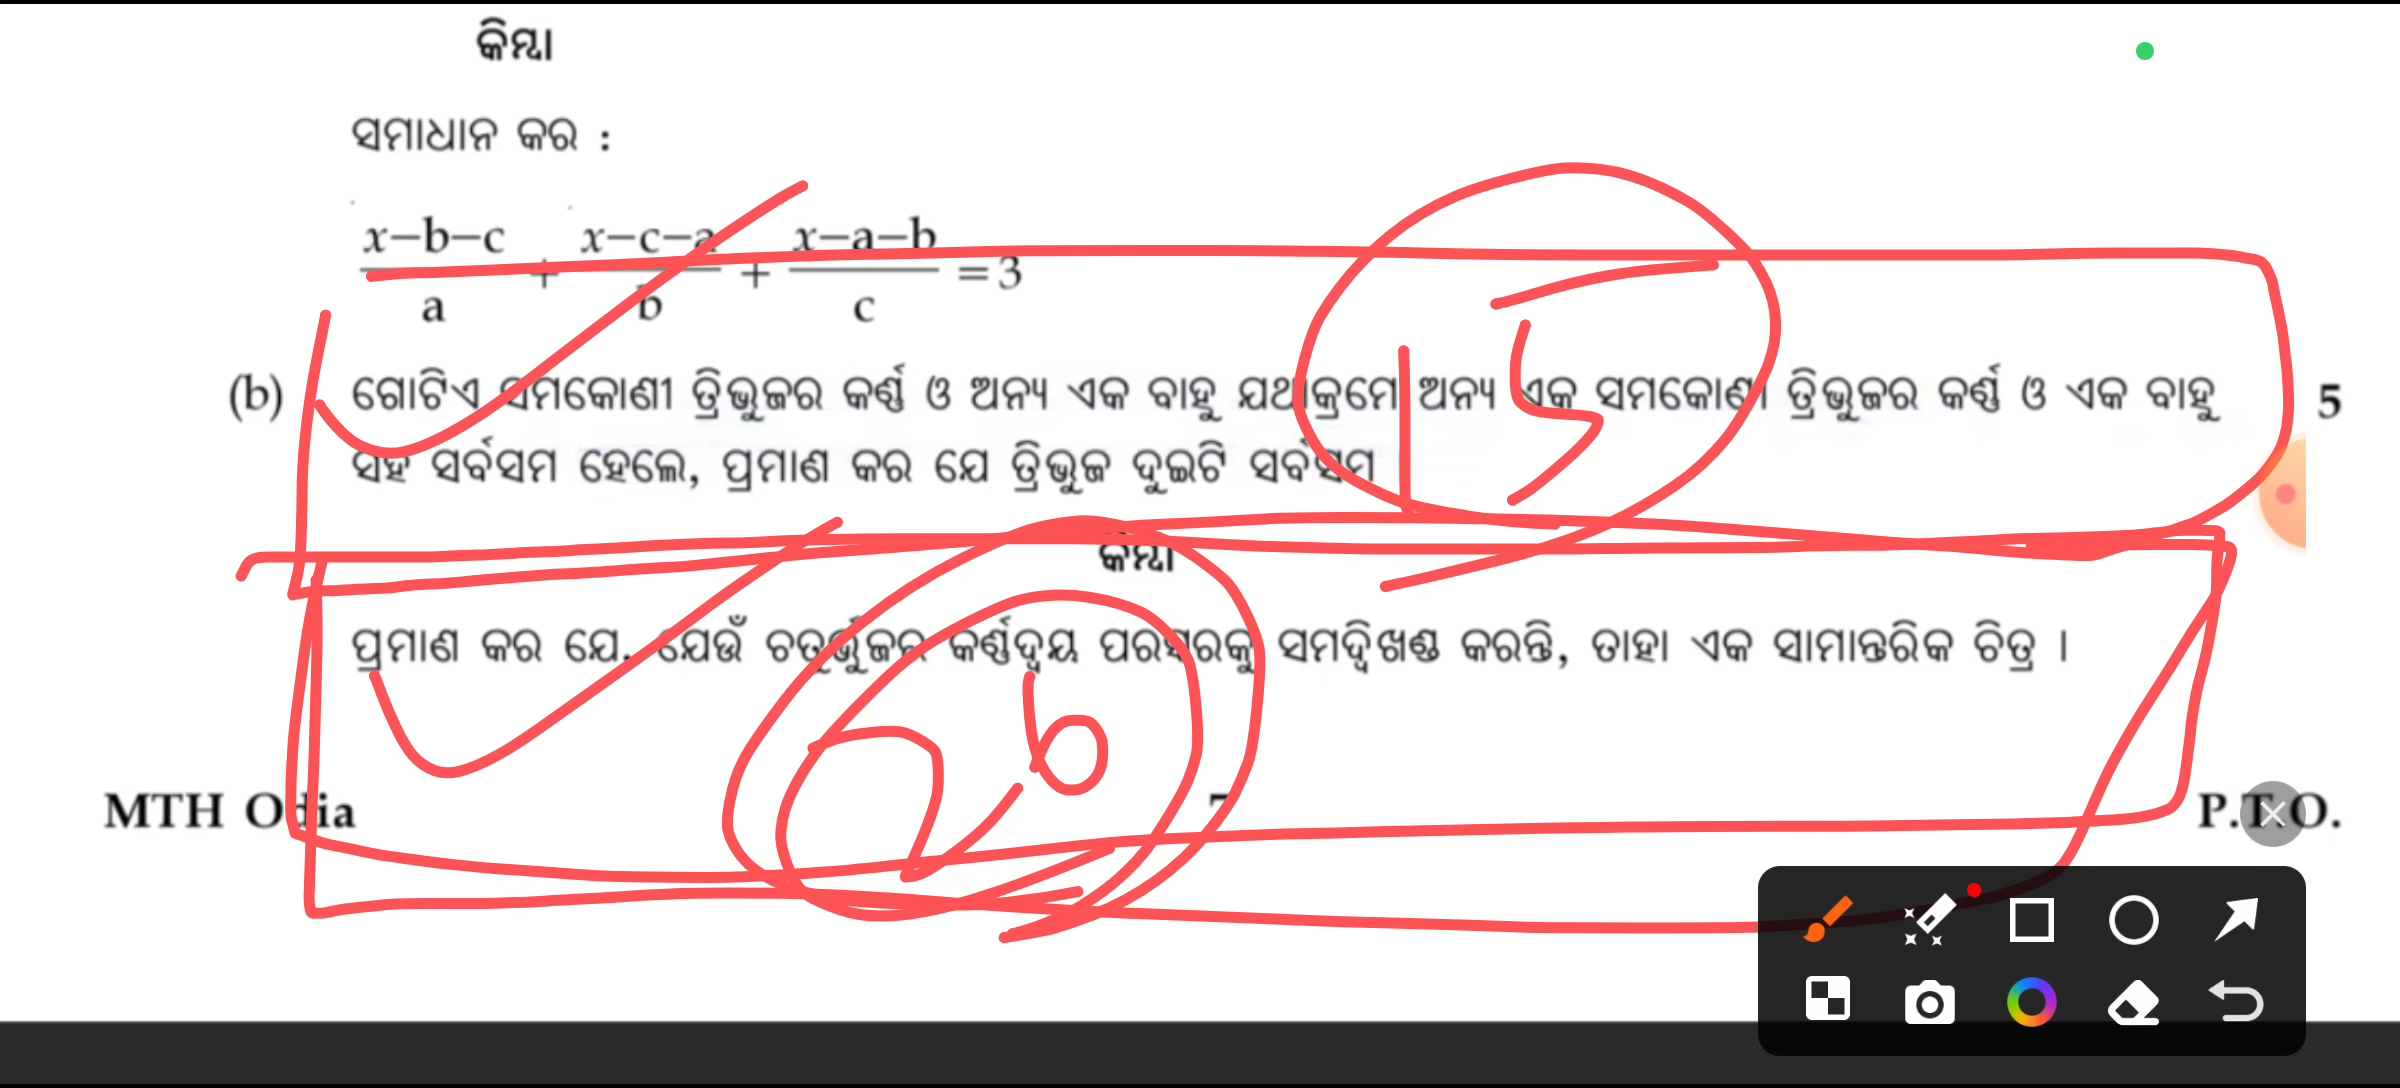 କିମ୍ବା
ସମାଧାନ କର :
x−b−c/a + x−c−a/b + x−a−b/c = 3
(b) ଗୋଟିଏ ସମକୋଣୀ ତ୍ରିଭୁଜର କର୍ଣ୍ଣ ଓ ଅନ୍ୟ ଏକ ବାହୁ ଯଥାକ୍ରମେ ଅନ୍ୟ ଏକ ସମକୋଣୀ ତ୍ରିଭୁଜର କର୍ଣ୍ଣ ଓ ଏକ ବାହୁ 5
ସହ ସର୍ବସମ ହେଲେ, ପ୍ରମାଣ କର ଯେ ତ୍ରିଭୁଜ ଦୁଇଟି ସର୍ବସମ ।
15
କିମ୍ବା
ପ୍ରମାଣ କର ଯେ, ଯେଉଁ ଚତୁର୍ଭୁଜର କର୍ଣ୍ଣଦ୍ୱୟ ପରସ୍ପରକୁ ସମଦ୍ୱିଖଣ୍ଡ କରନ୍ତି, ତାହା ଏକ ସାମାନ୍ତରିକ ଚିତ୍ର ।
26
MTH Odia 7 P.T.O.